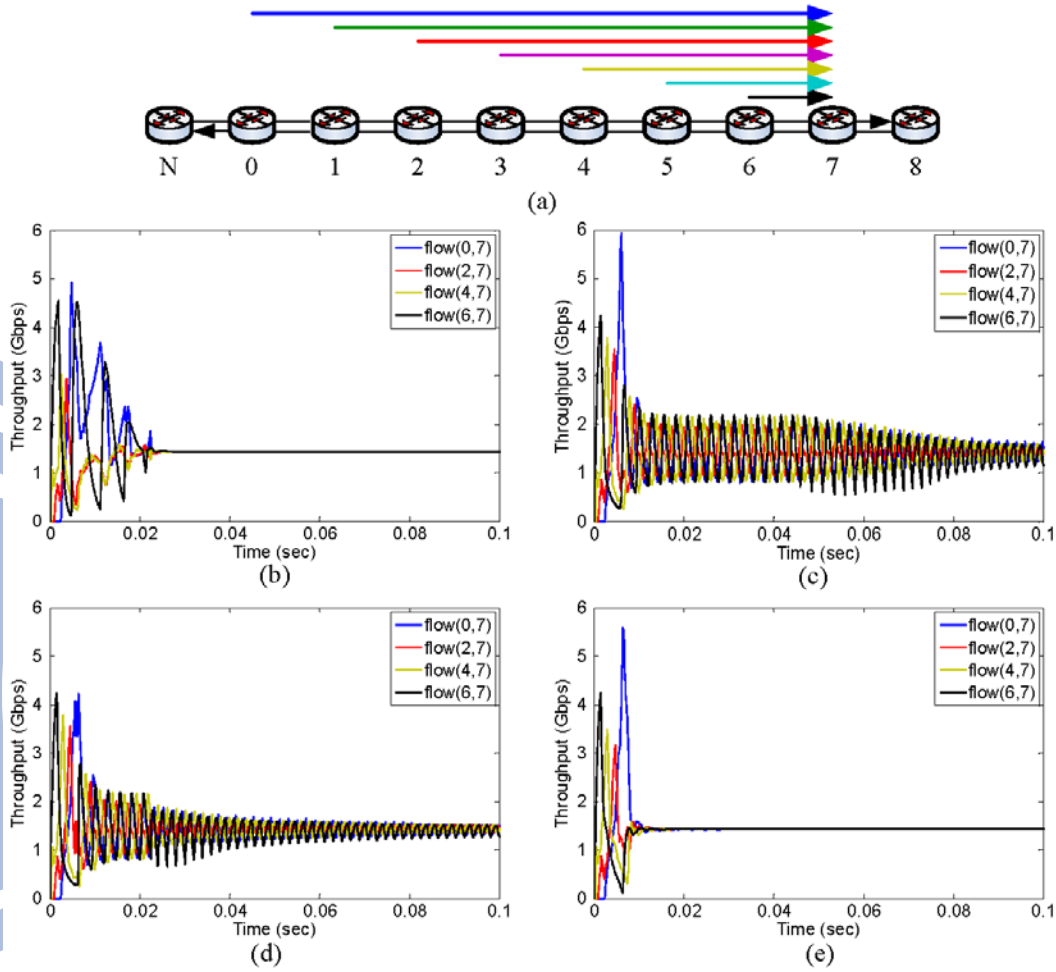 N 0 1 2 3 4 5 6 7 8
(a)
Throughput (Gbps)
6
5
4
3
2
1
0
flow(0,7)
flow(2,7)
flow(4,7)
flow(6,7)
0 0.02 0.04 0.06 0.08 0.1
Time (sec)
(b)
Throughput (Gbps)
6
5
4
3
2
1
0
flow(0,7)
flow(2,7)
flow(4,7)
flow(6,7)
0 0.02 0.04 0.06 0.08 0.1
Time (sec)
(c)
Throughput (Gbps)
6
5
4
3
2
1
0
flow(0,7)
flow(2,7)
flow(4,7)
flow(6,7)
0 0.02 0.04 0.06 0.08 0.1
Time (sec)
(d)
Throughput (Gbps)
6
5
4
3
2
1
0
flow(0,7)
flow(2,7)
flow(4,7)
flow(6,7)
0 0.02 0.04 0.06 0.08 0.1
Time (sec)
(e)